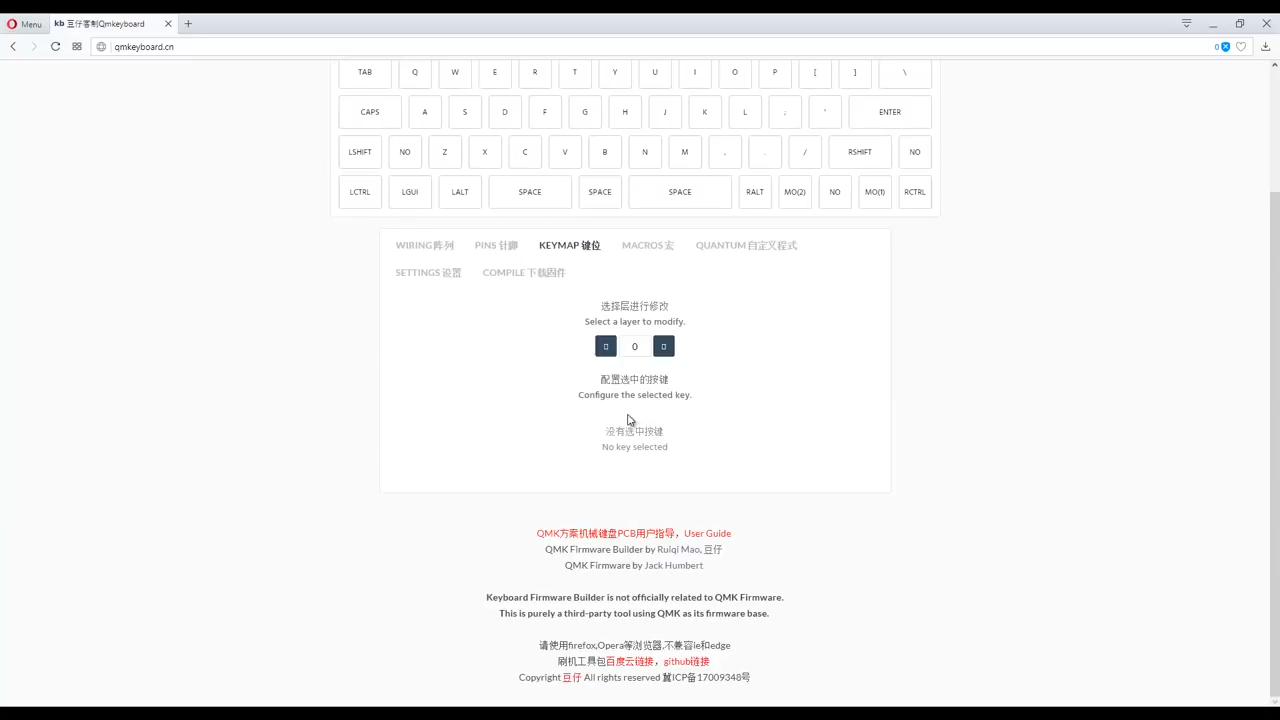 Menu
kb 豆仔客制Qmkeyboard
qmkeyboard.cn
0
TAB Q W E R T Y U I O P [ ] \
CAPS A S D F G H J K L ; ' ENTER
LSHIFT NO Z X C V B N M , . / RSHIFT NO
LCTRL LGUI LALT SPACE SPACE SPACE RALT MO(2) NO MO(1) RCTRL
WIRING 阵列 PINS 针脚 KEYMAP 键位 MACROS 宏 QUANTUM 自定义程式
SETTINGS 设置 COMPILE 下载固件
选择层进行修改
Select a layer to modify.
0
配置选中的按键
Configure the selected key.
没有选中按键
No key selected
QMK方案机械键盘PCB用户指导，User Guide
QMK Firmware Builder by Ruiqi Mao, 豆仔
QMK Firmware by Jack Humbert
Keyboard Firmware Builder is not officially related to QMK Firmware.
This is purely a third-party tool using QMK as its firmware base.
请使用firefox,Opera等浏览器,不兼容ie和edge
刷机工具包百度云链接，github链接
Copyright 豆仔 All rights reserved 冀ICP备17009348号